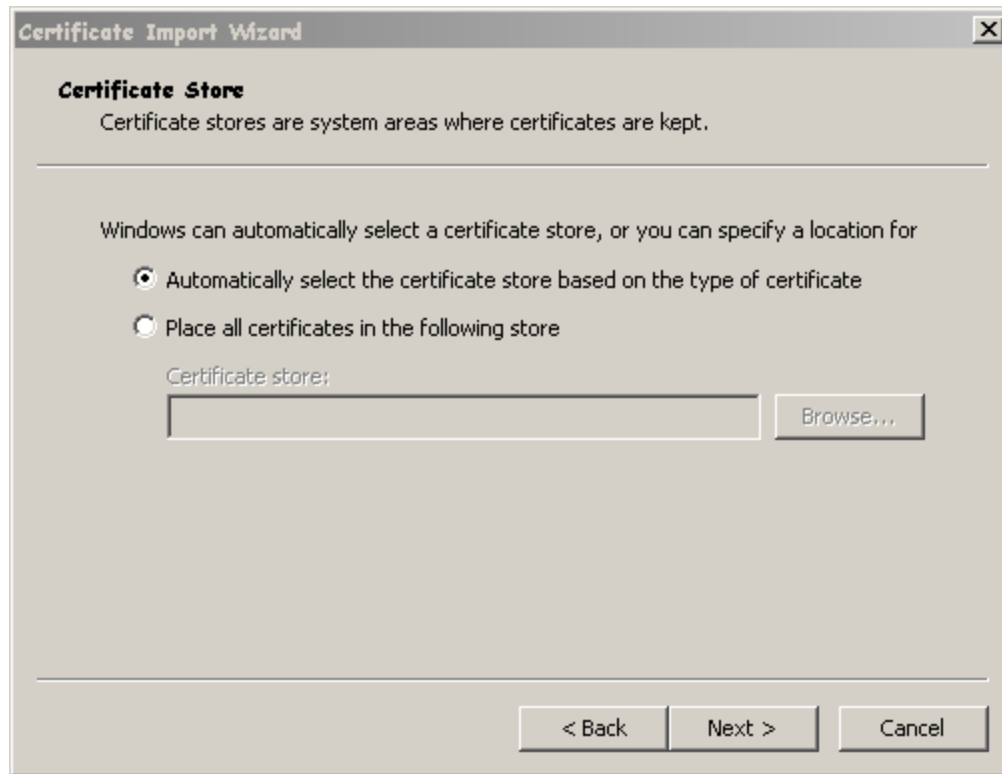 Certificate Import Wizard
Certificate Store
Certificate stores are system areas where certificates are kept.
Windows can automatically select a certificate store, or you can specify a location for
Automatically select the certificate store based on the type of certificate
Place all certificates in the following store
Certificate store:
Browse...
< Back
Next >
Cancel